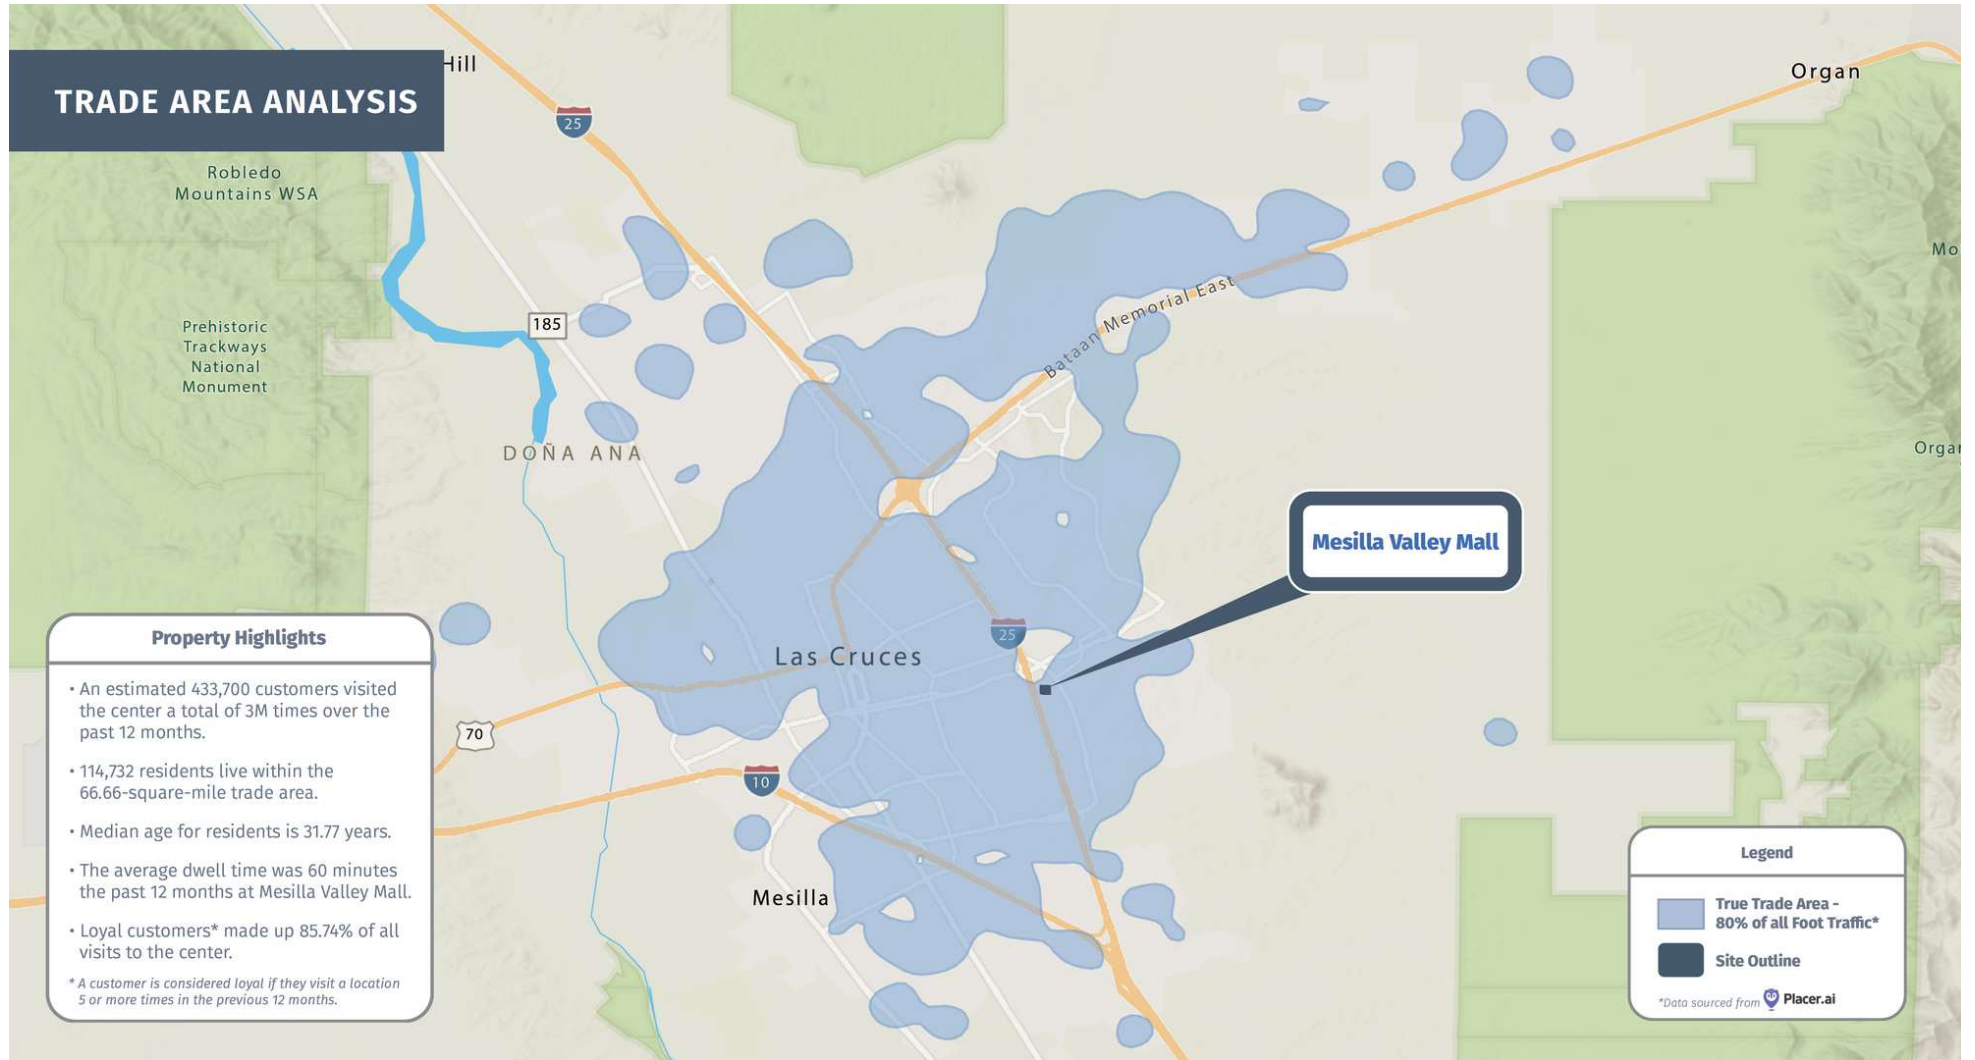 TRADE AREA ANALYSIS
Hill
25
Organ
Robledo
Mountains WSA
Prehistoric
Trackways
National
Monument
185
DOÑA ANA
Bataan Memorial East
Mo
Organ
Mesilla Valley Mall
25
Las Cruces
70
10
Mesilla
Property Highlights
• An estimated 433,700 customers visited
the center a total of 3M times over the
past 12 months.
• 114,732 residents live within the
66.66-square-mile trade area.
• Median age for residents is 31.77 years.
• The average dwell time was 60 minutes
the past 12 months at Mesilla Valley Mall.
• Loyal customers* made up 85.74% of all
visits to the center.
* A customer is considered loyal if they visit a location
5 or more times in the previous 12 months.
Legend
True Trade Area -
80% of all Foot Traffic*
Site Outline
*Data sourced from Placer.ai